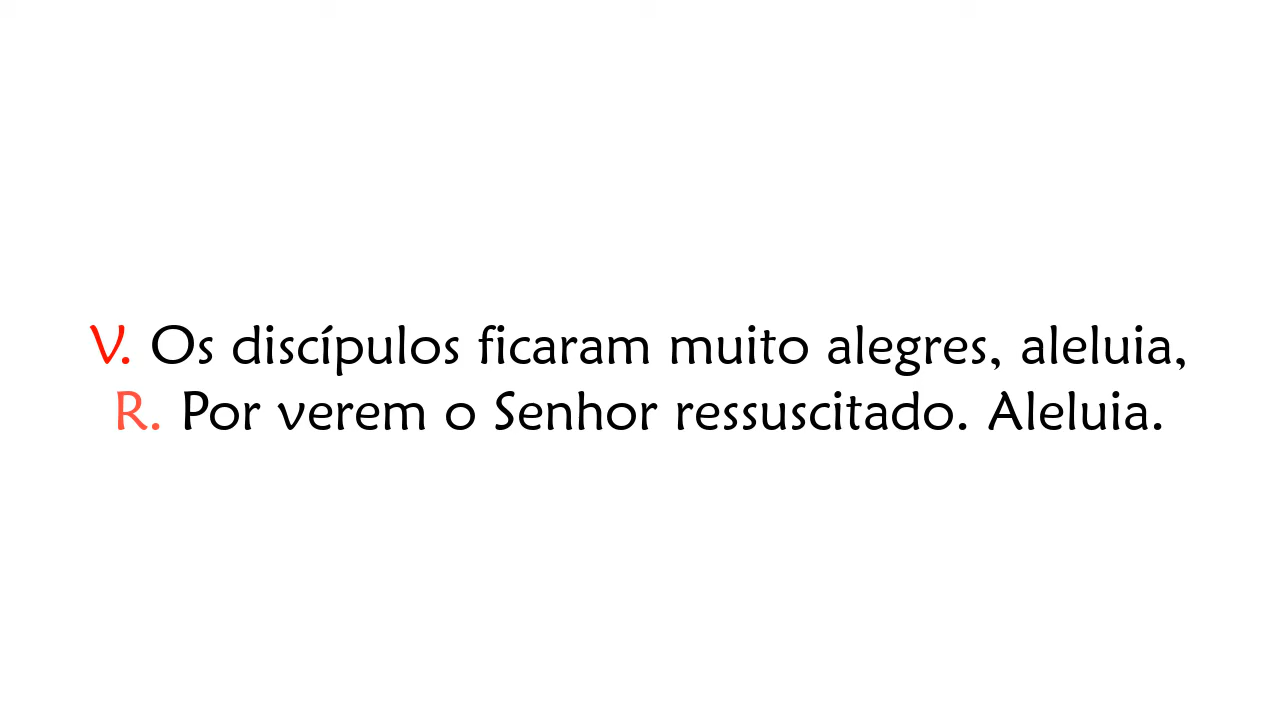 V. Os discípulos ficaram muito alegres, aleluia,
R. Por verem o Senhor ressuscitado. Aleluia.